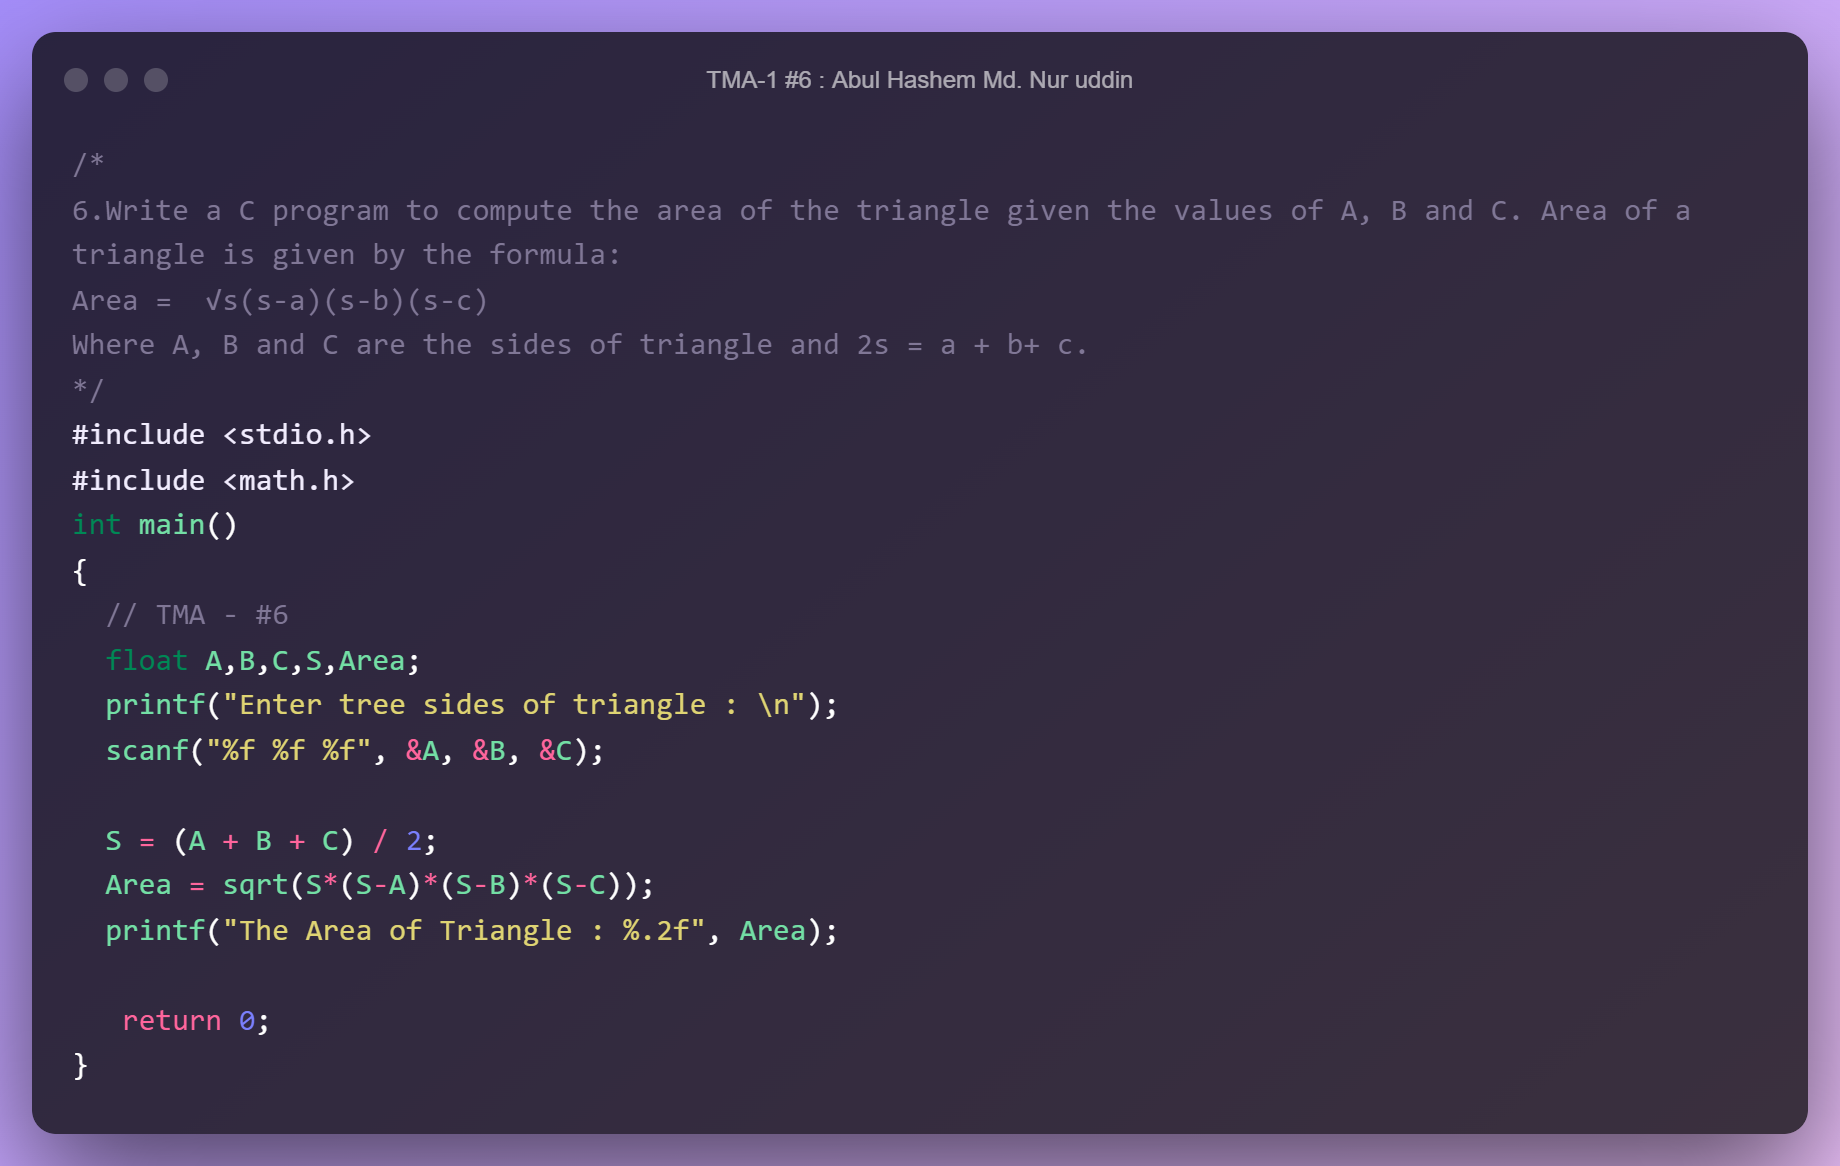 TMA-1 #6 : Abul Hashem Md. Nur uddin
/*
6.Write a C program to compute the area of the triangle given the values of A, B and C. Area of a
triangle is given by the formula:
Area =  √s(s-a)(s-b)(s-c)
Where A, B and C are the sides of triangle and 2s = a + b+ c.
*/
#include <stdio.h>
#include <math.h>
int main()
{
  // TMA - #6
  float A,B,C,S,Area;
  printf("Enter tree sides of triangle : \n");
  scanf("%f %f %f", &A, &B, &C);

  S = (A + B + C) / 2;
  Area = sqrt(S*(S-A)*(S-B)*(S-C));
  printf("The Area of Triangle : %.2f", Area);

   return 0;
}